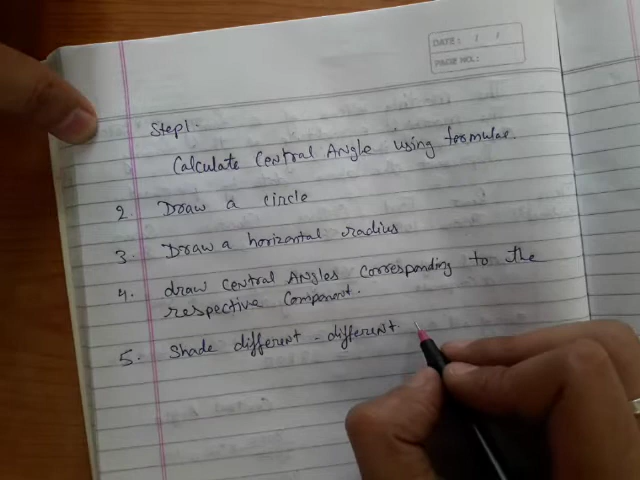 DATE: / /
PAGE NO.:
Step1.
Calculate Central Angle using formulae.
2. Draw a circle
3. Draw a horizontal radius
4. draw central Angles corresponding to the
respective Component.
5. Shade different - different